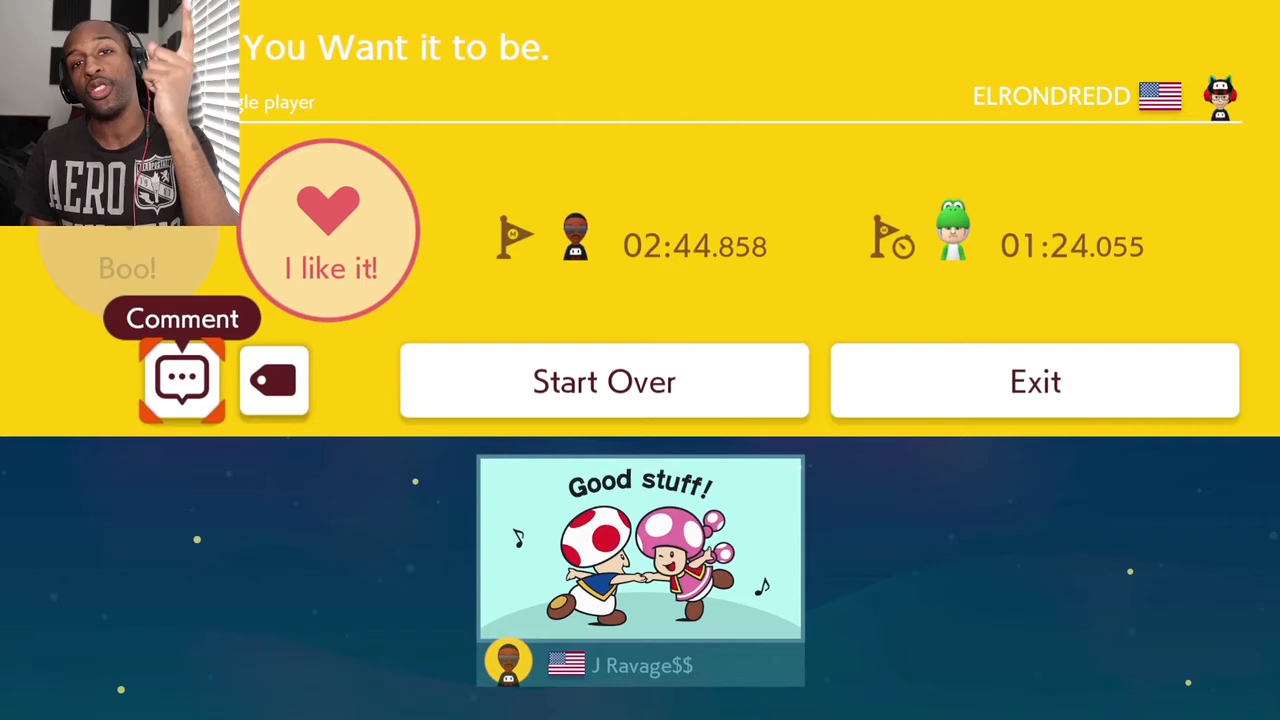 You Want it to be.
gle player
ELRONDREDD
AERO
Boo!
I like it!
02:44.858
01:24.055
Comment
Start Over
Exit
Good stuff!
J Ravage$$